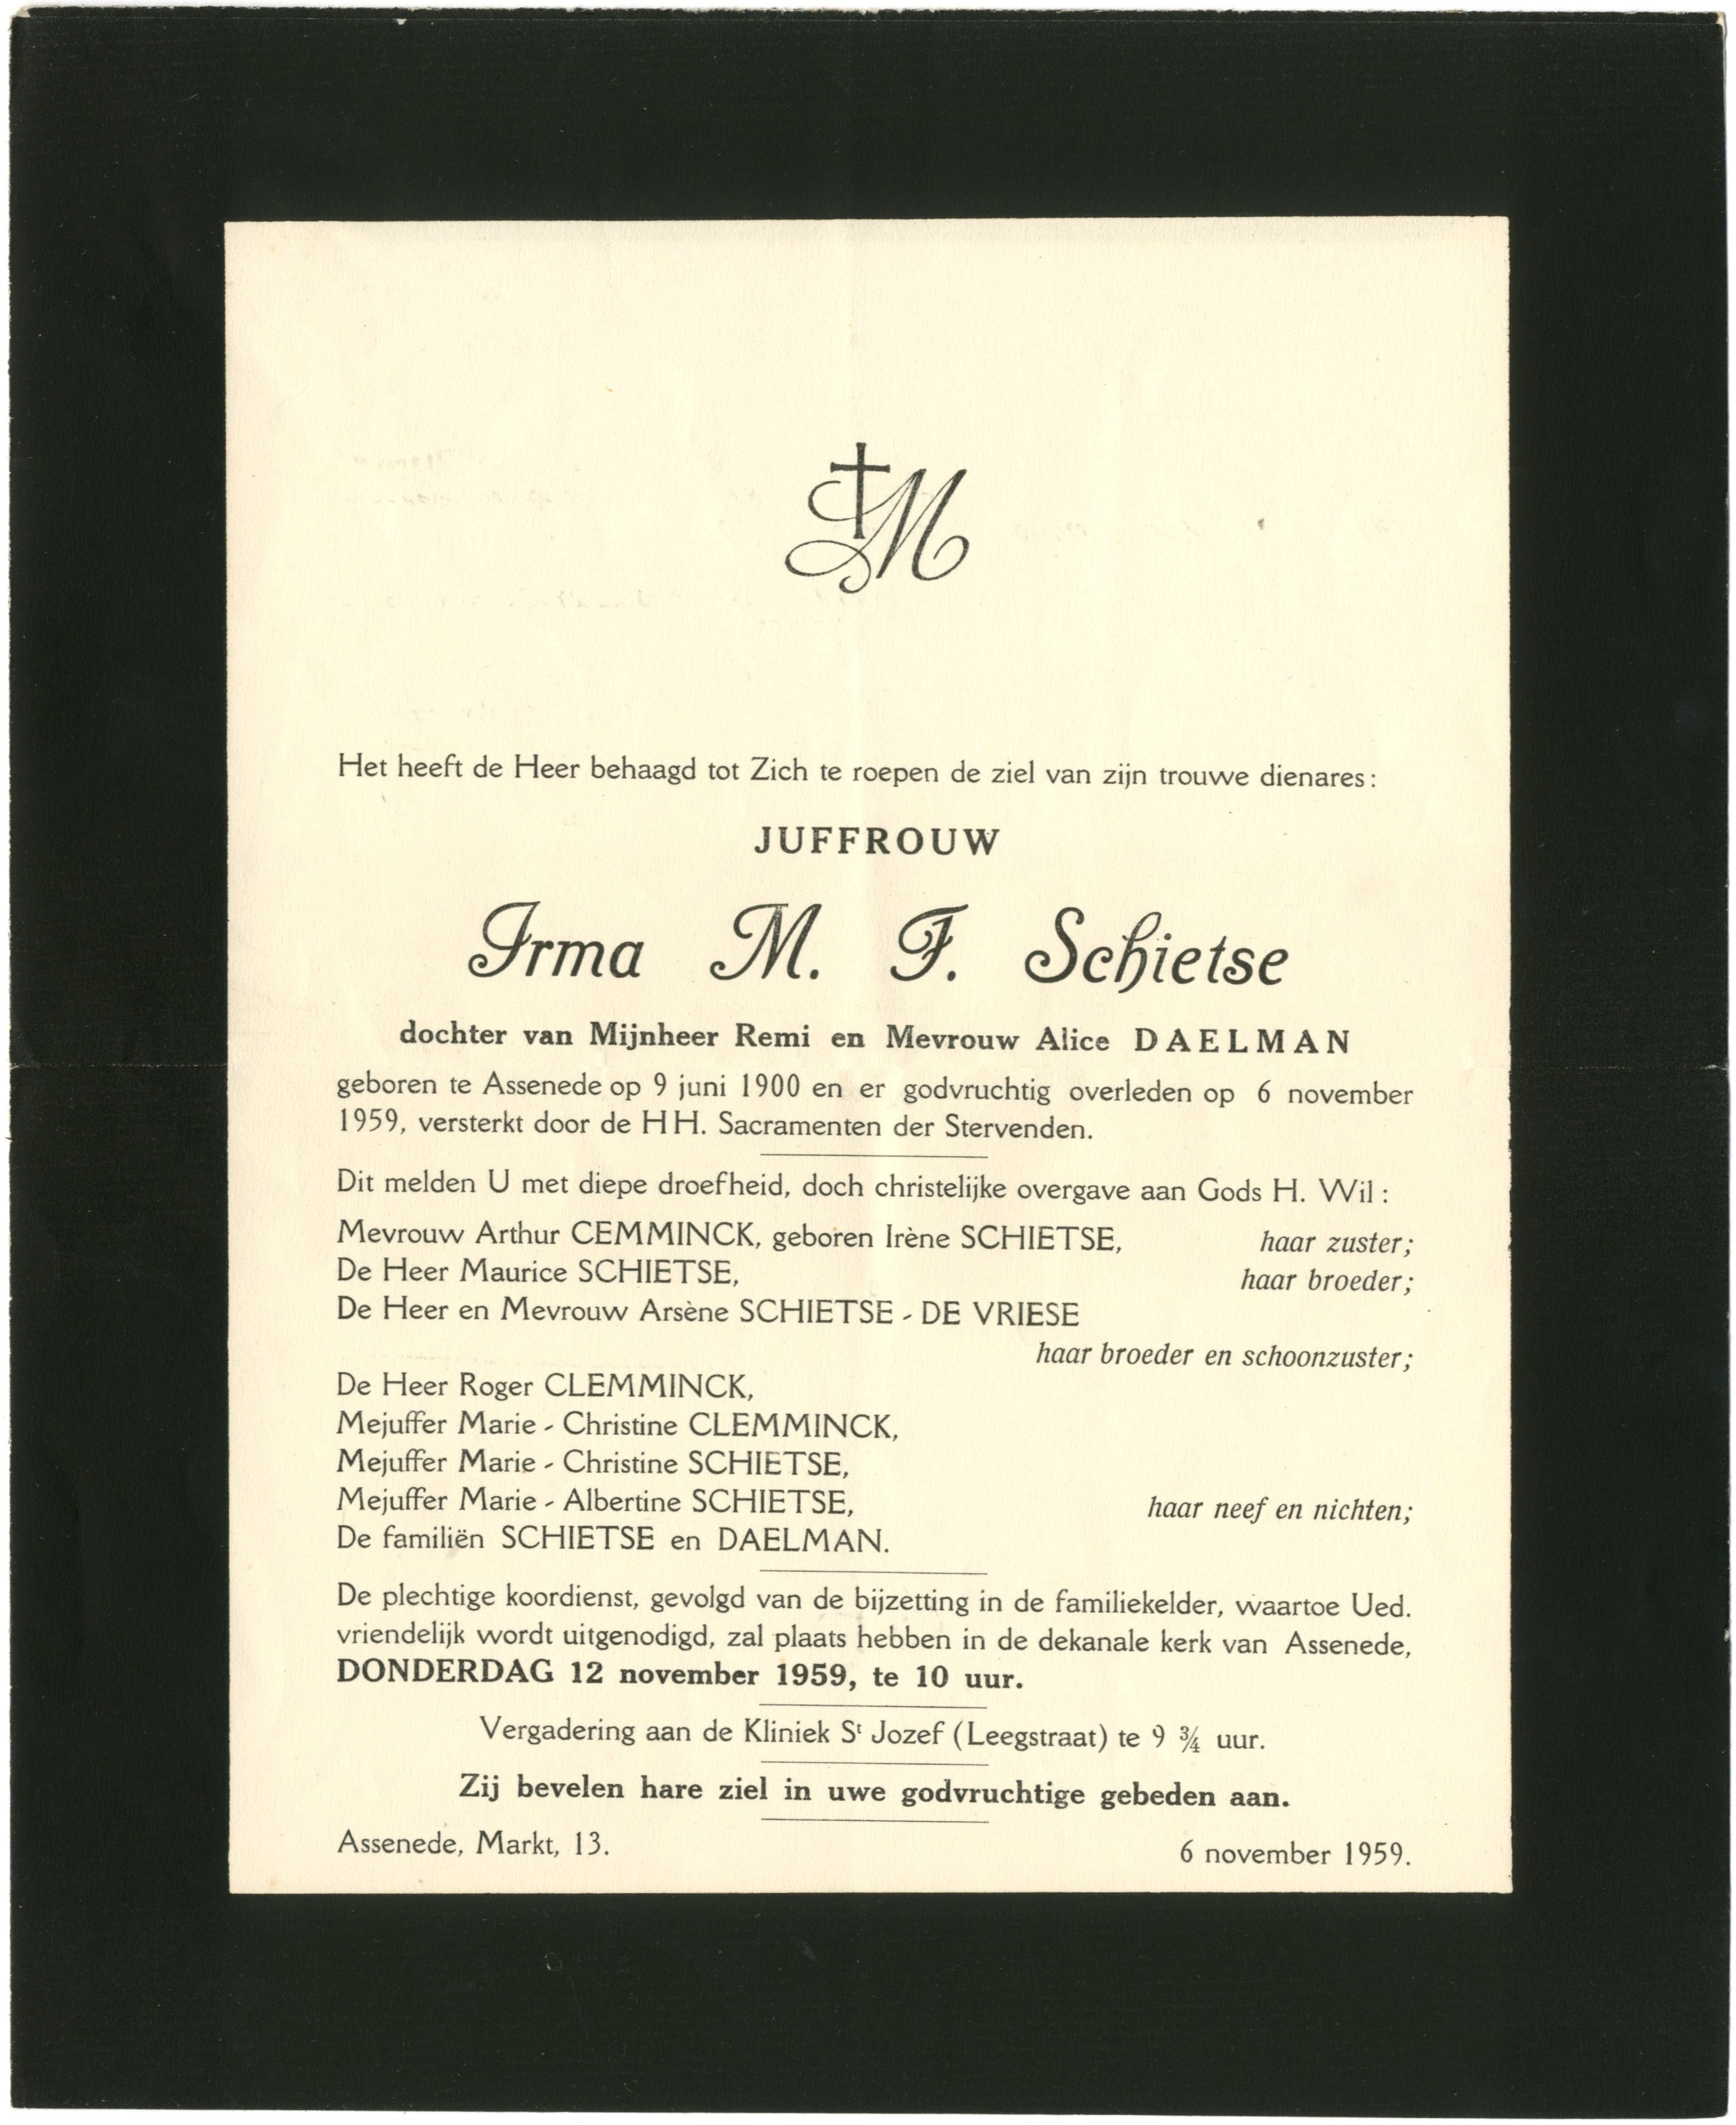 M
Het heeft de Heer behaagd tot Zich te roepen de ziel van zijn trouwe dienares:
JUFFROUW
Irma M. F. Schietse
dochter van Mijnheer Remi en Mevrouw Alice DAELMAN
geboren te Assenede op 9 juni 1900 en er godvruchtig overleden op 6 november
1959, versterkt door de HH. Sacramenten der Stervenden.
Dit melden U met diepe droefheid, doch christelijke overgave aan Gods H. Wil:
Mevrouw Arthur CEMMINCK, geboren Irène SCHIETSE, haar zuster;
De Heer Maurice SCHIETSE, haar broeder;
De Heer en Mevrouw Arsène SCHIETSE - DE VRIESE
haar broeder en schoonzuster;
De Heer Roger CLEMMINCK,
Mejuffer Marie - Christine CLEMMINCK,
Mejuffer Marie - Christine SCHIETSE,
Mejuffer Marie - Albertine SCHIETSE, haar neef en nichten;
De familiën SCHIETSE en DAELMAN.
De plechtige koordienst, gevolgd van de bijzetting in de familiekelder, waartoe Ued.
vriendelijk wordt uitgenodigd, zal plaats hebben in de dekanale kerk van Assenede,
DONDERDAG 12 november 1959, te 10 uur.
Vergadering aan de Kliniek St Jozef (Leegstraat) te 9 ¾ uur.
Zij bevelen hare ziel in uwe godvruchtige gebeden aan.
Assenede, Markt, 13. 6 november 1959.